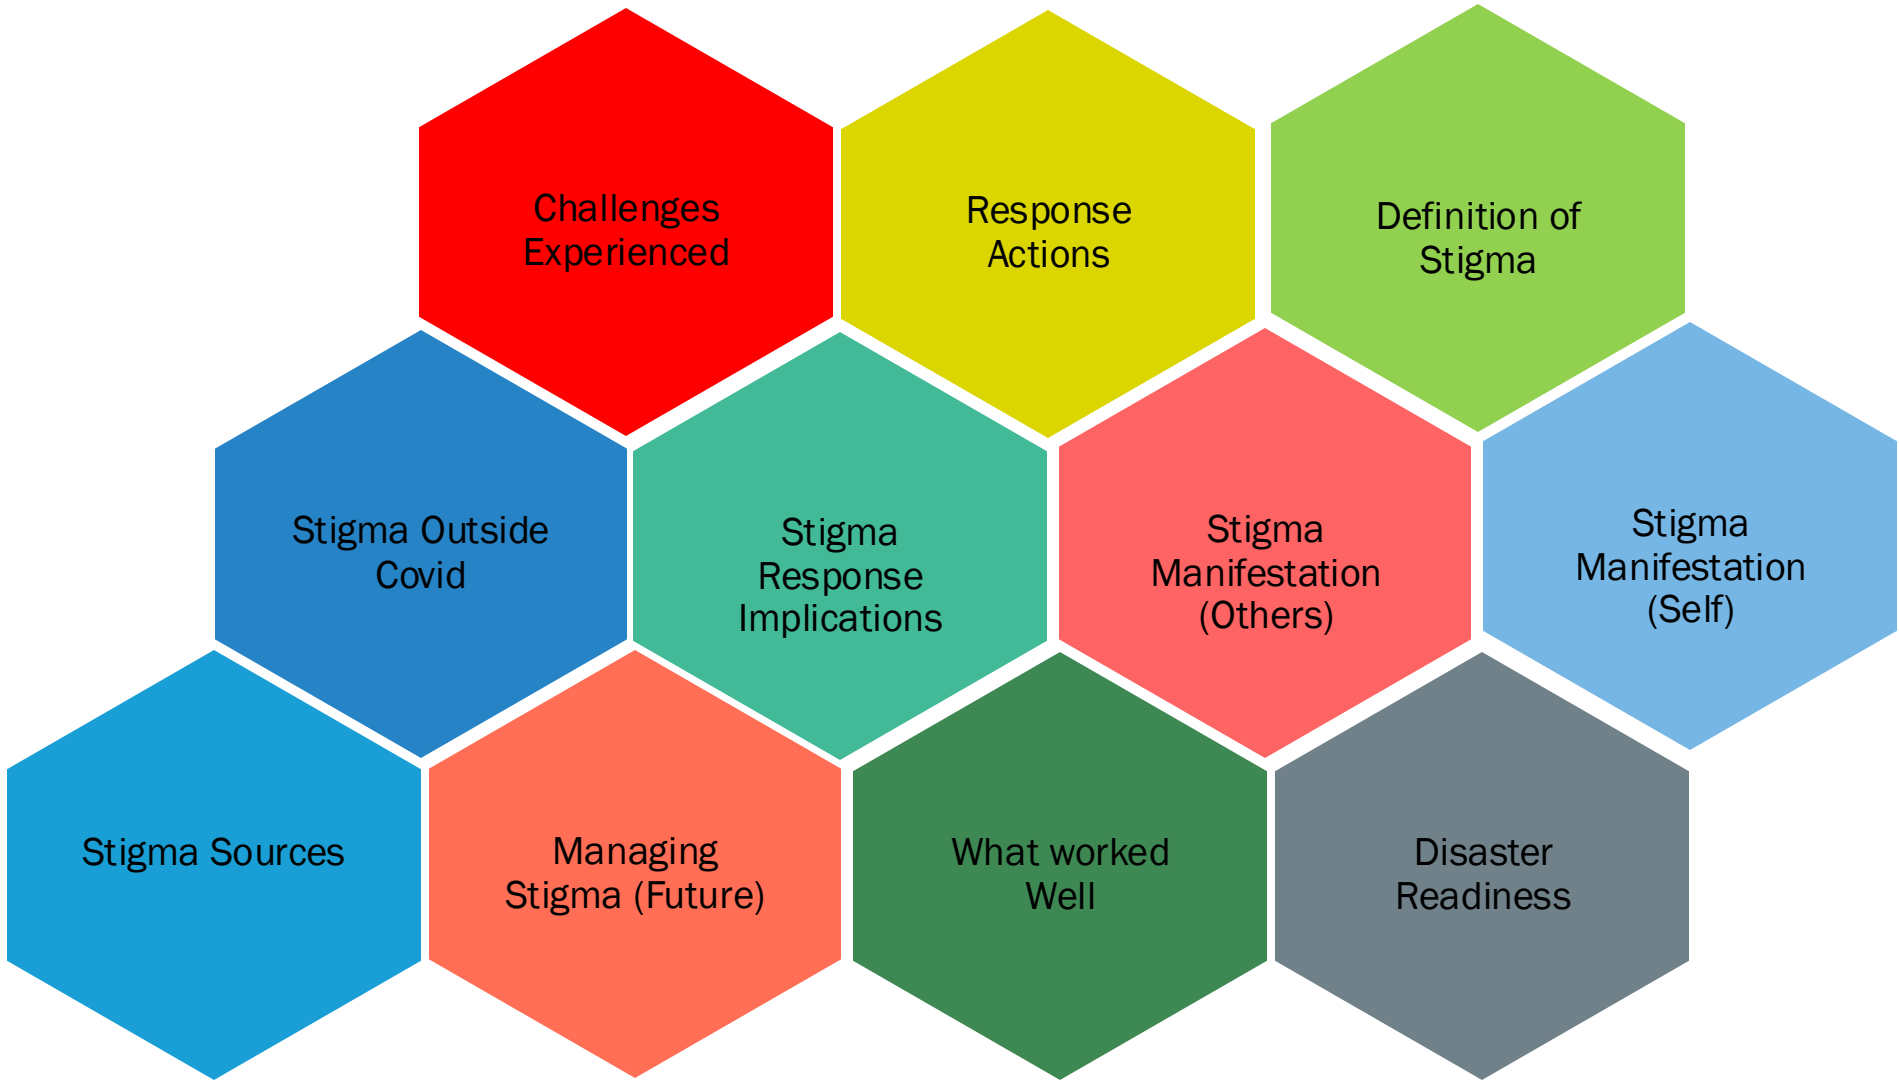 Challenges
Experienced
Response
Actions
Definition of
Stigma
Stigma Outside
Covid
Stigma
Response
Implications
Stigma
Manifestation
(Others)
Stigma
Manifestation
(Self)
Stigma Sources
Managing
Stigma (Future)
What worked
Well
Disaster
Readiness